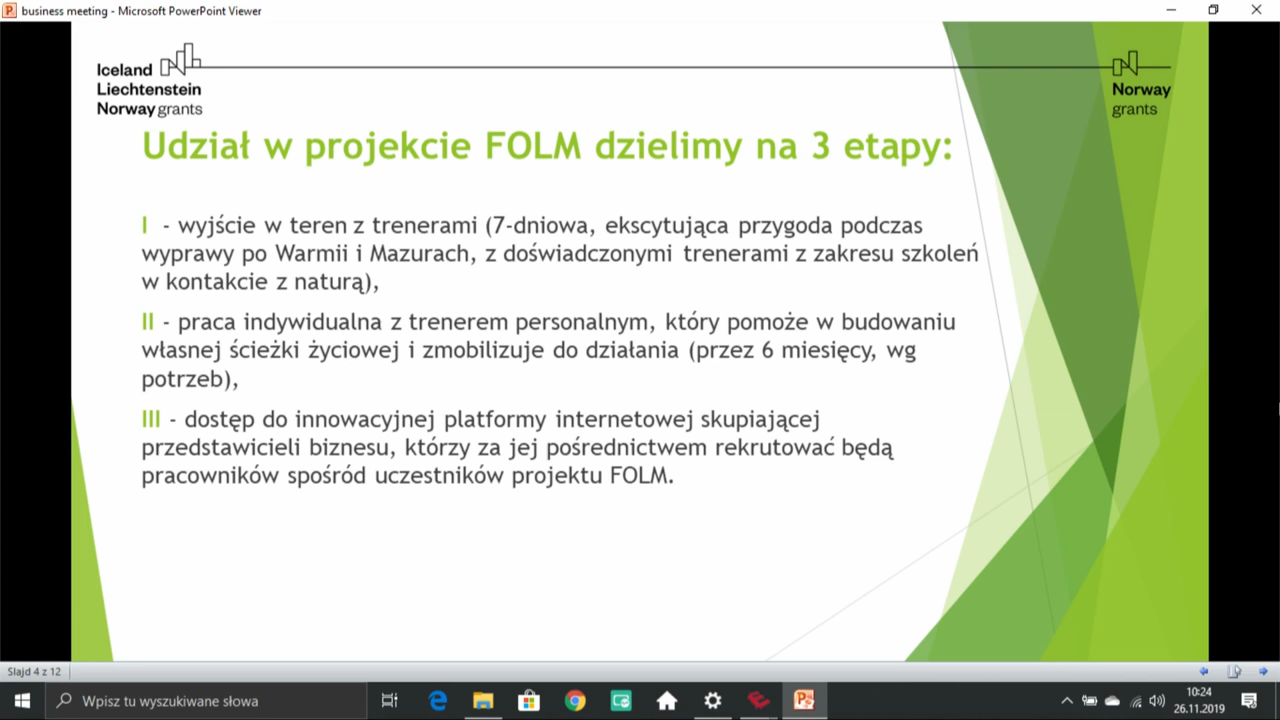 business meeting - Microsoft PowerPoint Viewer
Iceland
Liechtenstein
Norway grants
Norway
grants
Udział w projekcie FOLM dzielimy na 3 etapy:
I - wyjście w teren z trenerami (7-dniowa, ekscytująca przygoda podczas
wyprawy po Warmii i Mazurach, z doświadczonymi trenerami z zakresu szkoleń
w kontakcie z naturą),
II - praca indywidualna z trenerem personalnym, który pomoże w budowaniu
własnej ścieżki życiowej i zmobilizuje do działania (przez 6 miesięcy, wg
potrzeb),
III - dostęp do innowacyjnej platformy internetowej skupiającej
przedstawicieli biznesu, którzy za jej pośrednictwem rekrutować będą
pracowników spośród uczestników projektu FOLM.
Slajd 4 z 12
Wpisz tu wyszukiwane słowa
10:24
26.11.2019